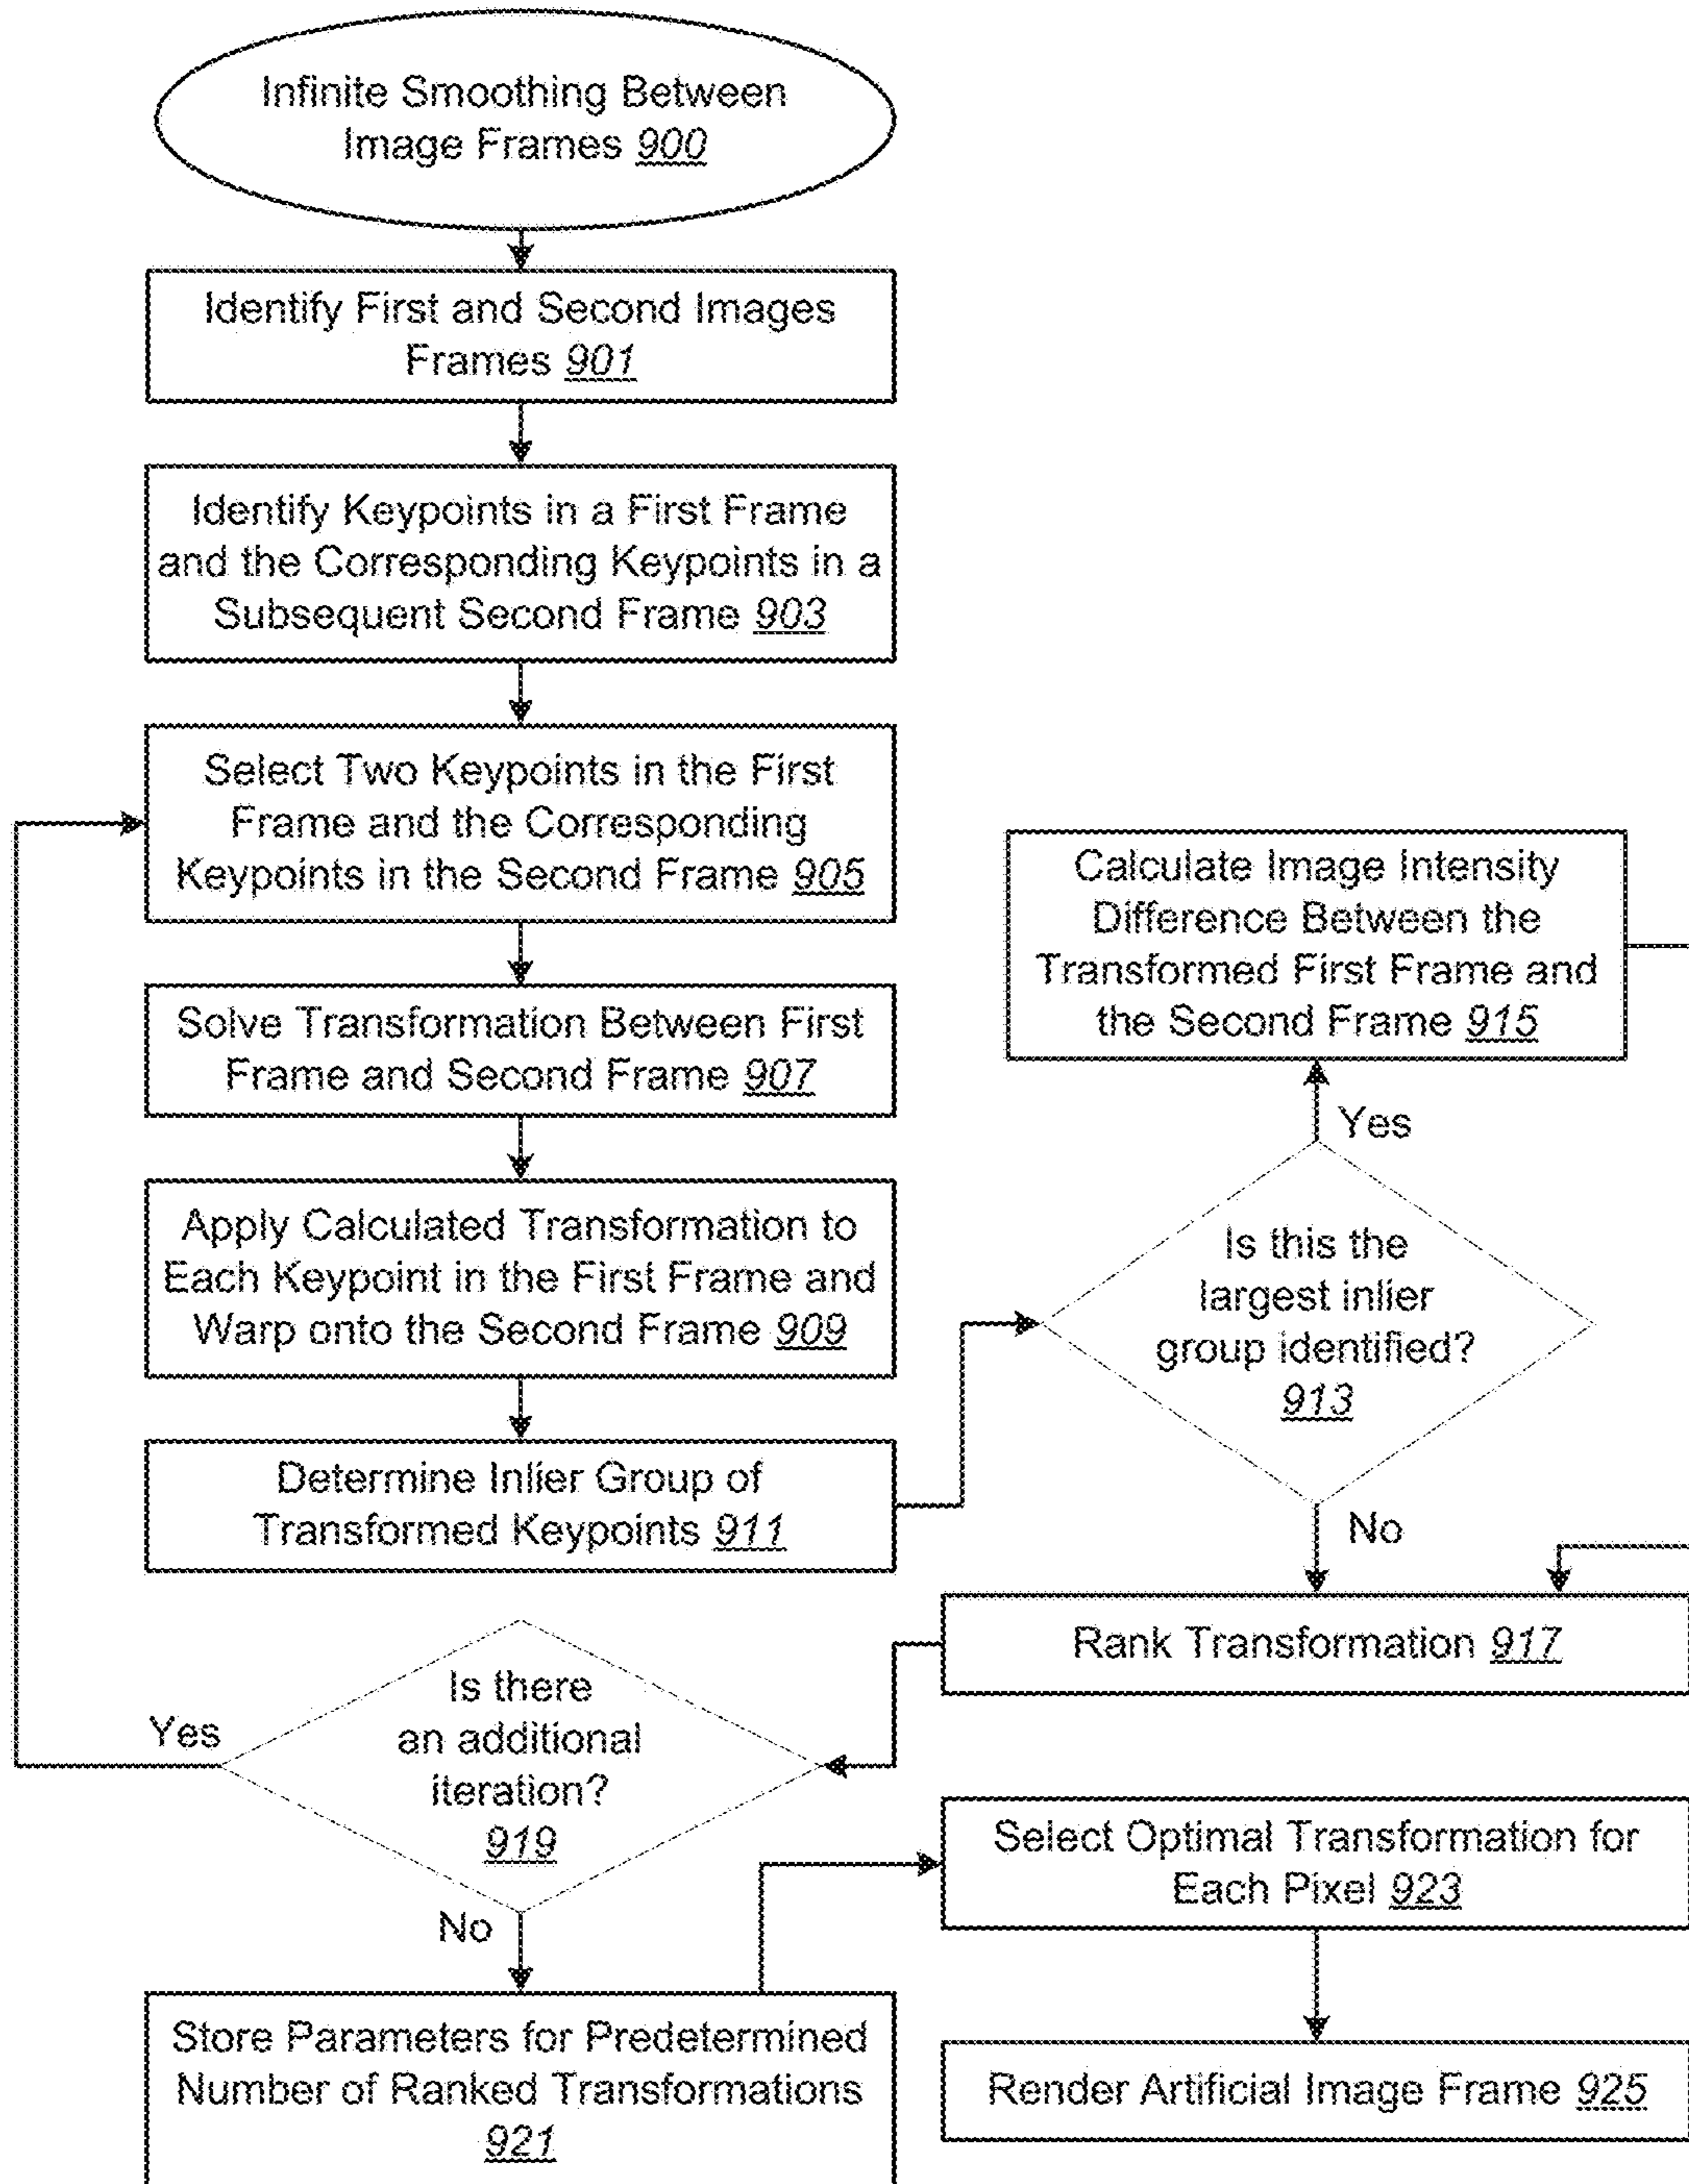 Infinite Smoothing Between
Image Frames 900
Identify First and Second Images
Frames 901
Identify Keypoints in a First Frame
and the Corresponding Keypoints in a
Subsequent Second Frame 903
Select Two Keypoints in the First
Frame and the Corresponding
Keypoints in the Second Frame 905
Solve Transformation Between First
Frame and Second Frame 907
Apply Calculated Transformation to
Each Keypoint in the First Frame and
Warp onto the Second Frame 909
Determine Inlier Group of
Transformed Keypoints 911
Is this the
largest inlier
group identified?
913
Yes
Calculate Image Intensity
Difference Between the
Transformed First Frame and
the Second Frame 915
No
Rank Transformation 917
Is there
an additional
iteration?
919
Yes
No
Store Parameters for Predetermined
Number of Ranked Transformations
921
Select Optimal Transformation for
Each Pixel 923
Render Artificial Image Frame 925